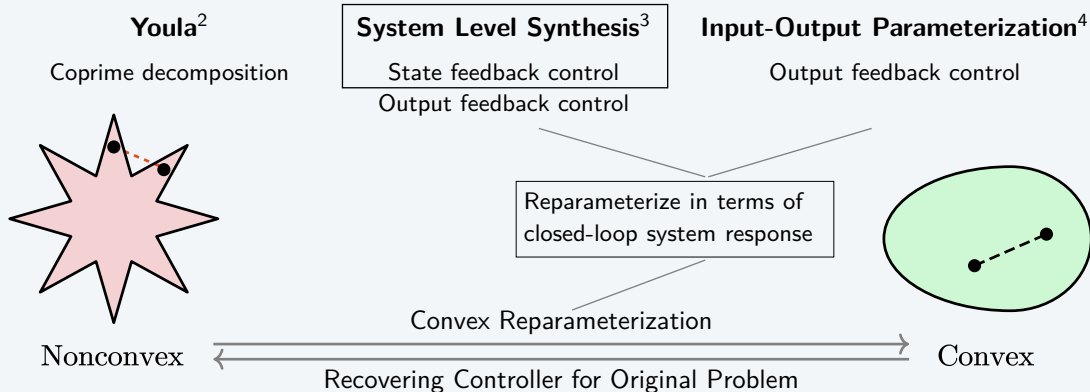 Youla²
System Level Synthesis³
Input-Output Parameterization⁴
Coprime decomposition
State feedback control
Output feedback control
Output feedback control
Reparameterize in terms of
closed-loop system response
Convex Reparameterization
Nonconvex
Convex
Recovering Controller for Original Problem